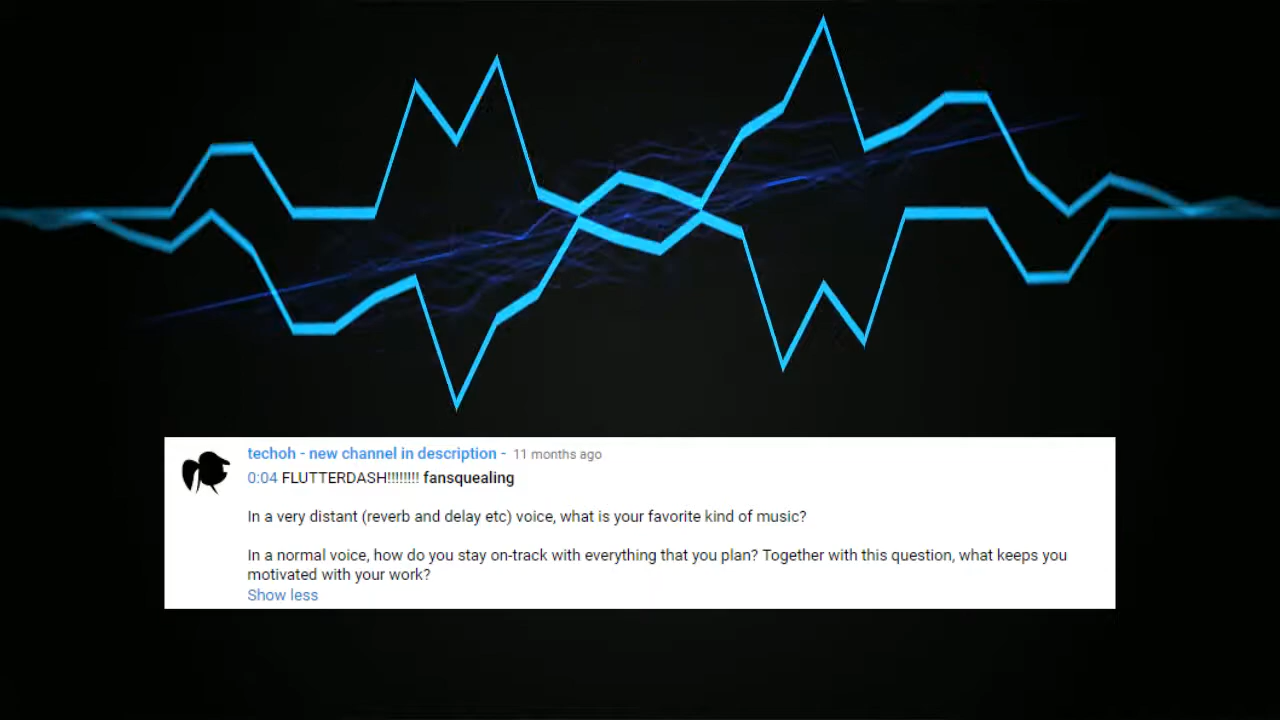 techoh - new channel in description - 11 months ago
0:04 FLUTTERDASH!!!!!!!! fansquealing
In a very distant (reverb and delay etc) voice, what is your favorite kind of music?
In a normal voice, how do you stay on-track with everything that you plan? Together with this question, what keeps you
motivated with your work?
Show less